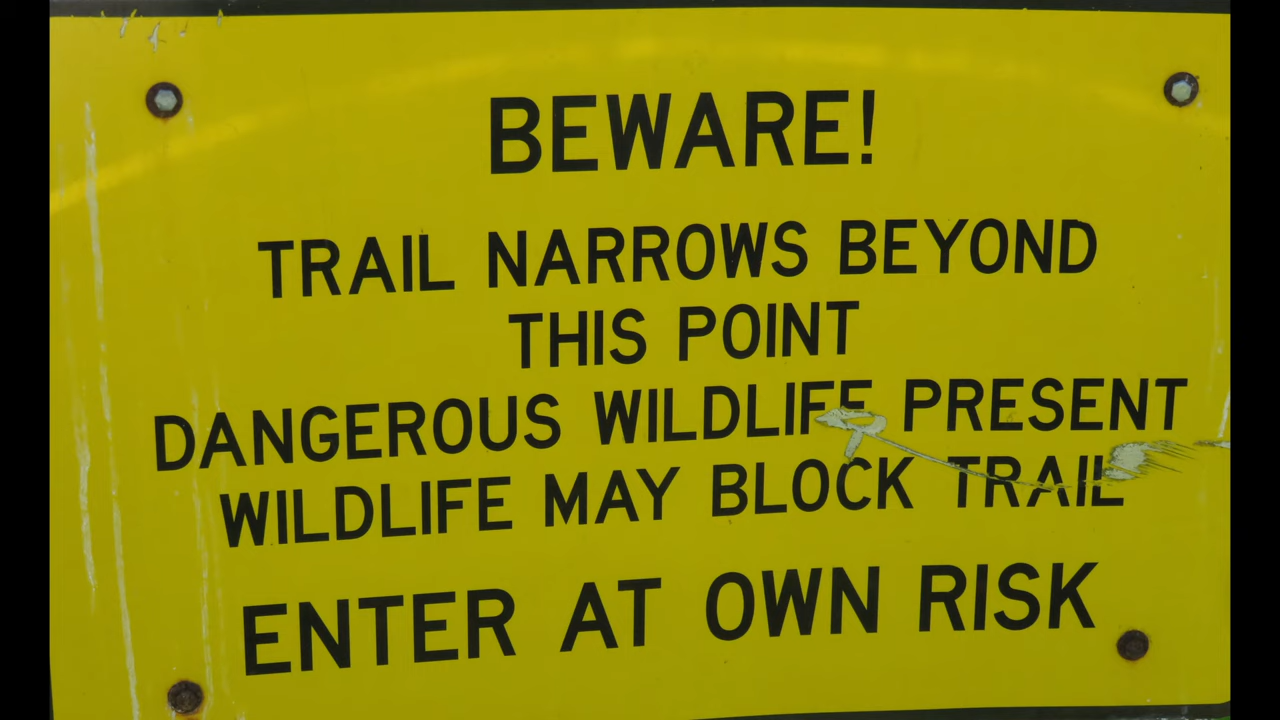 BEWARE!
TRAIL NARROWS BEYOND
THIS POINT
DANGEROUS WILDLIFE PRESENT
WILDLIFE MAY BLOCK TRAIL
ENTER AT OWN RISK